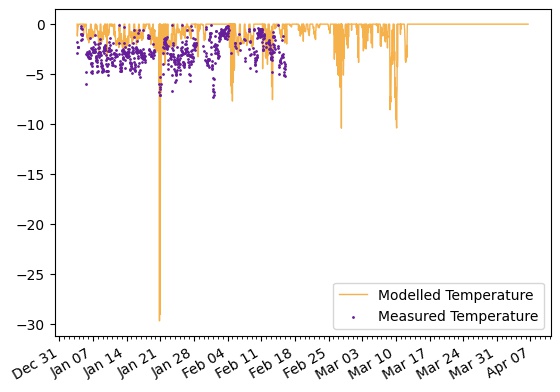 0
−5
−10
−15
−20
−25
−30
Dec 31
Jan 07
Jan 14
Jan 21
Jan 28
Feb 04
Feb 11
Feb 18
Feb 25
Mar 03
Mar 10
Mar 17
Mar 24
Mar 31
Apr 07
Modelled Temperature
Measured Temperature